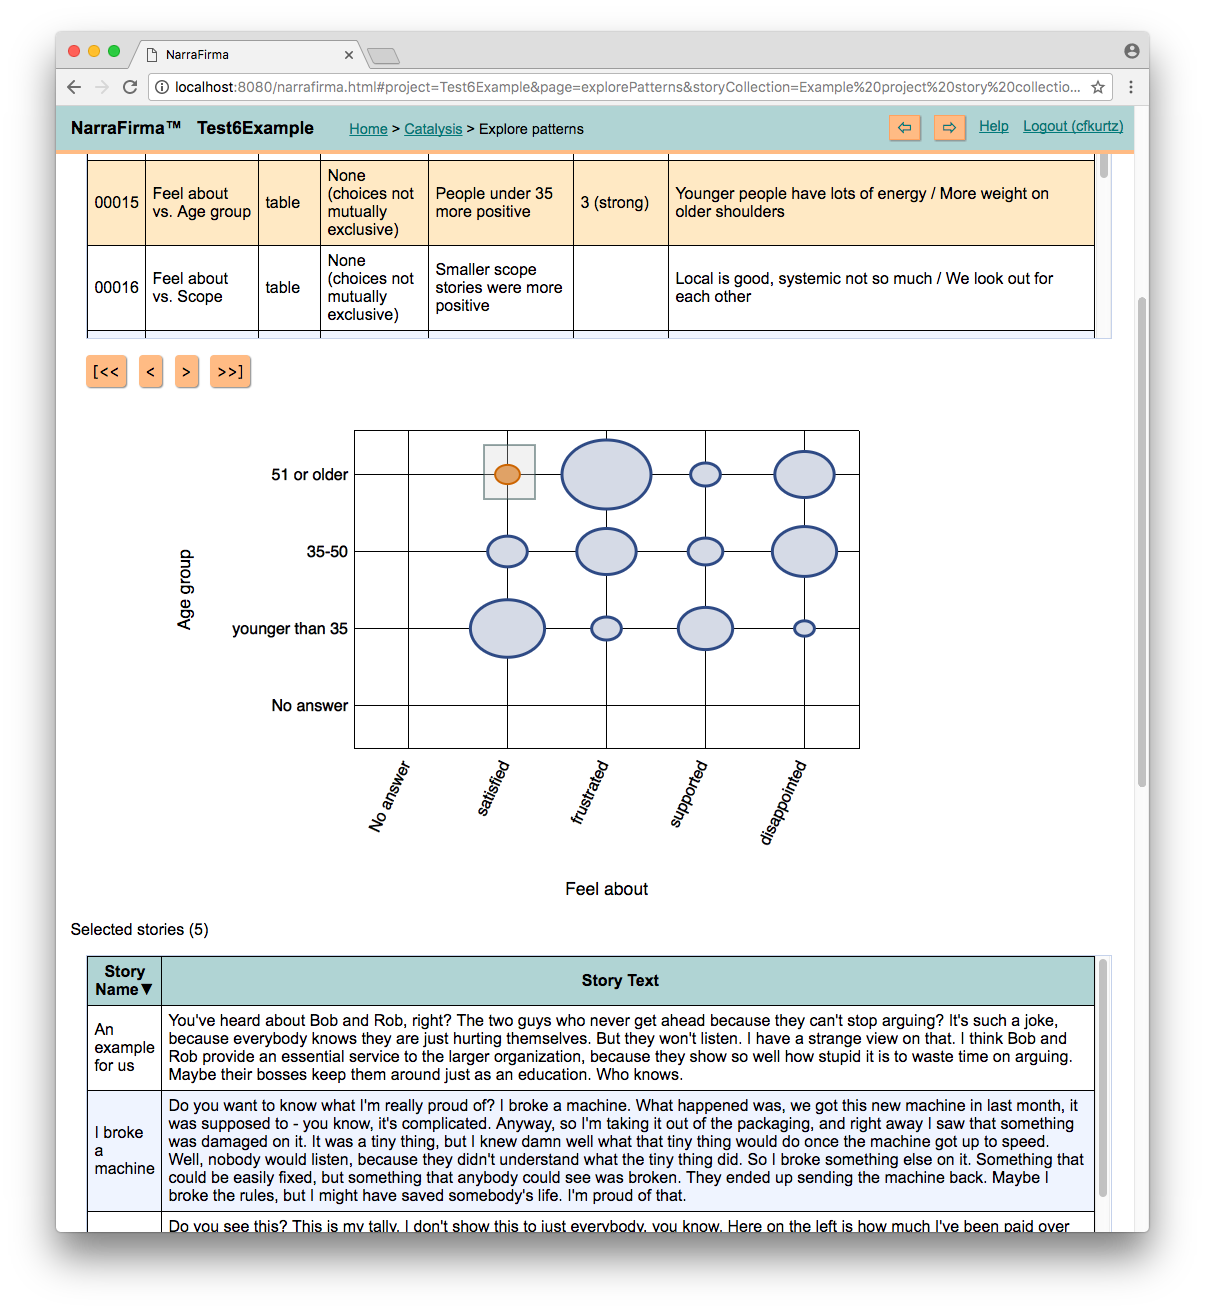 NarraFirma
localhost:8080/narrafirma.html#project=Test6Example&page=explorePatterns&storyCollection=Example%20project%20story%20collectio...
NarraFirma™ Test6Example Home > Catalysis > Explore patterns Help Logout (cfkurtz)
00015
Feel about
vs. Age group
table
None
(choices not
mutually
exclusive)
People under 35
more positive
3 (strong)
Younger people have lots of energy / More weight on
older shoulders
00016
Feel about
vs. Scope
table
None
(choices not
mutually
exclusive)
Smaller scope
stories were more
positive
Local is good, systemic not so much / We look out for
each other
[<< < > >>]
51 or older
35-50
younger than 35
No answer
Age group
No answer
satisfied
frustrated
supported
disappointed
Feel about
Selected stories (5)
Story
Name▼
Story Text
An
example
for us
You've heard about Bob and Rob, right? The two guys who never get ahead because they can't stop arguing? It's such a joke,
because everybody knows they are just hurting themselves. But they won't listen. I have a strange view on that. I think Bob and
Rob provide an essential service to the larger organization, because they show so well how stupid it is to waste time on arguing.
Maybe their bosses keep them around just as an education. Who knows.
I broke
a
machine
Do you want to know what I'm really proud of? I broke a machine. What happened was, we got this new machine in last month, it
was supposed to - you know, it's complicated. Anyway, so I'm taking it out of the packaging, and right away I saw that something
was damaged on it. It was a tiny thing, but I knew damn well what that tiny thing would do once the machine got up to speed.
Well, nobody would listen, because they didn't understand what the tiny thing did. So I broke something else on it. Something that
could be easily fixed, but something that anybody could see was broken. They ended up sending the machine back. Maybe I
broke the rules, but I might have saved somebody's life. I'm proud of that.
Do you see this? This is my tally. I don't show this to just everybody, you know. Here on the left is how much I've been paid over